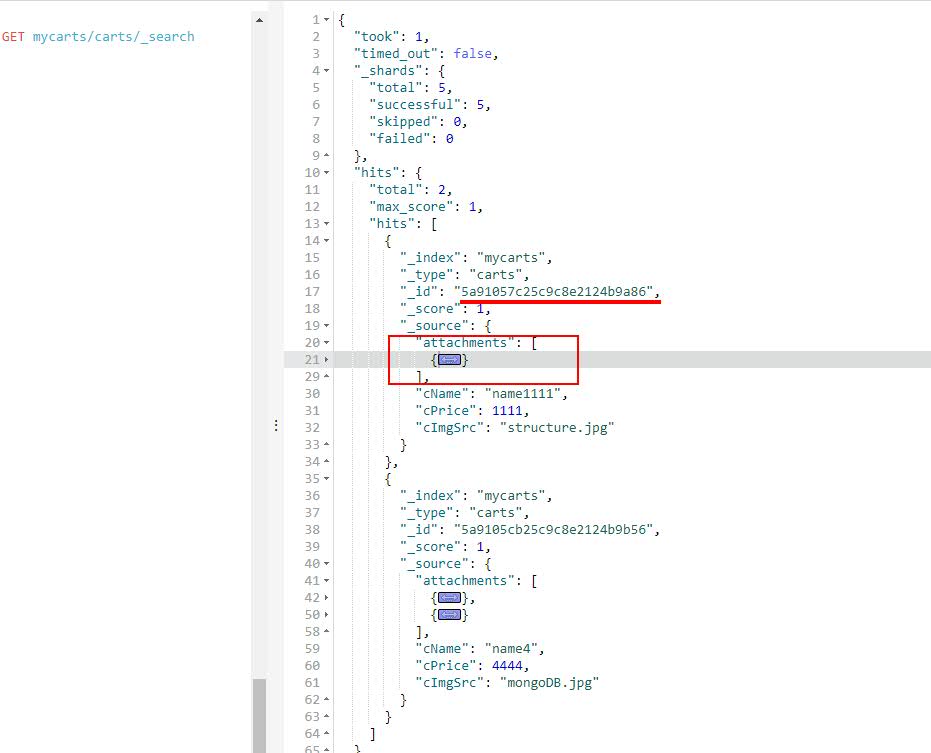 GET mycarts/carts/_search
1 {
2 "took": 1,
3 "timed_out": false,
4 "_shards": {
5 "total": 5,
6 "successful": 5,
7 "skipped": 0,
8 "failed": 0
9 },
10 "hits": {
11 "total": 2,
12 "max_score": 1,
13 "hits": [
14 {
15 "_index": "mycarts",
16 "_type": "carts",
17 "_id": "5a91057c25c9c8e2124b9a86",
18 "_score": 1,
19 "_source": {
20 "attachments": [
21 {}
29 ],
30 "cName": "name1111",
31 "cPrice": 1111,
32 "cImgSrc": "structure.jpg"
33 }
34 },
35 {
36 "_index": "mycarts",
37 "_type": "carts",
38 "_id": "5a9105cb25c9c8e2124b9b56",
39 "_score": 1,
40 "_source": {
41 "attachments": [
42 {},
50 {}
58 ],
59 "cName": "name4",
60 "cPrice": 4444,
61 "cImgSrc": "mongoDB.jpg"
62 }
63 }
64 ]
65 }